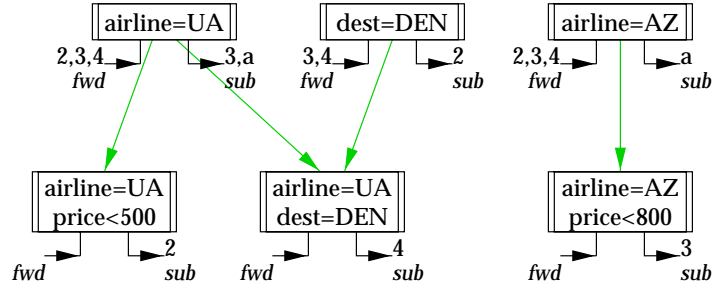 airline=UA
dest=DEN
airline=AZ
2,3,4
3,a
3,4
2
2,3,4
a
fwd
sub
fwd
sub
fwd
sub
airline=UA
price<500
airline=UA
dest=DEN
airline=AZ
price<800
2
4
3
fwd
sub
fwd
sub
fwd
sub